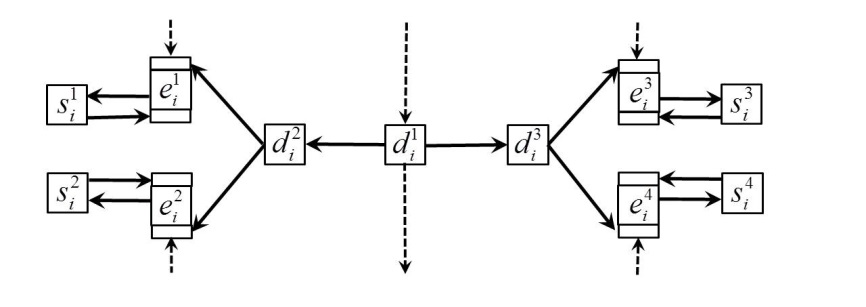 e_i^1 e_i^3
s_i^1 s_i^3
d_i^2 d_i^1 d_i^3
s_i^2 e_i^2 e_i^4 s_i^4